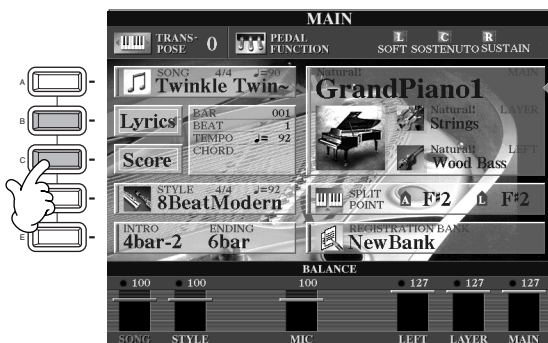 MAIN
TRANS-
POSE 0 PEDAL
FUNCTION L C R
SOFT SOSTENUTO SUSTAIN
A
B
C
E
SONG 4/4 ♩=90
Twinkle Twin~
Lyrics
Score
BAR 001
BEAT 1
TEMPO ♩= 92
CHORD
Natural! MAIN
GrandPiano1
Natural! LAYER
Strings
Natural! LEFT
Wood Bass
STYLE 4/4 ♩=92
8BeatModern
SPLIT
POINT A F♯2 L F♯2
INTRO ENDING
4bar-2 6bar
REGISTRATION BANK
NewBank
BALANCE
100 100 100 127 127 127
SONG STYLE MIC LEFT LAYER MAIN